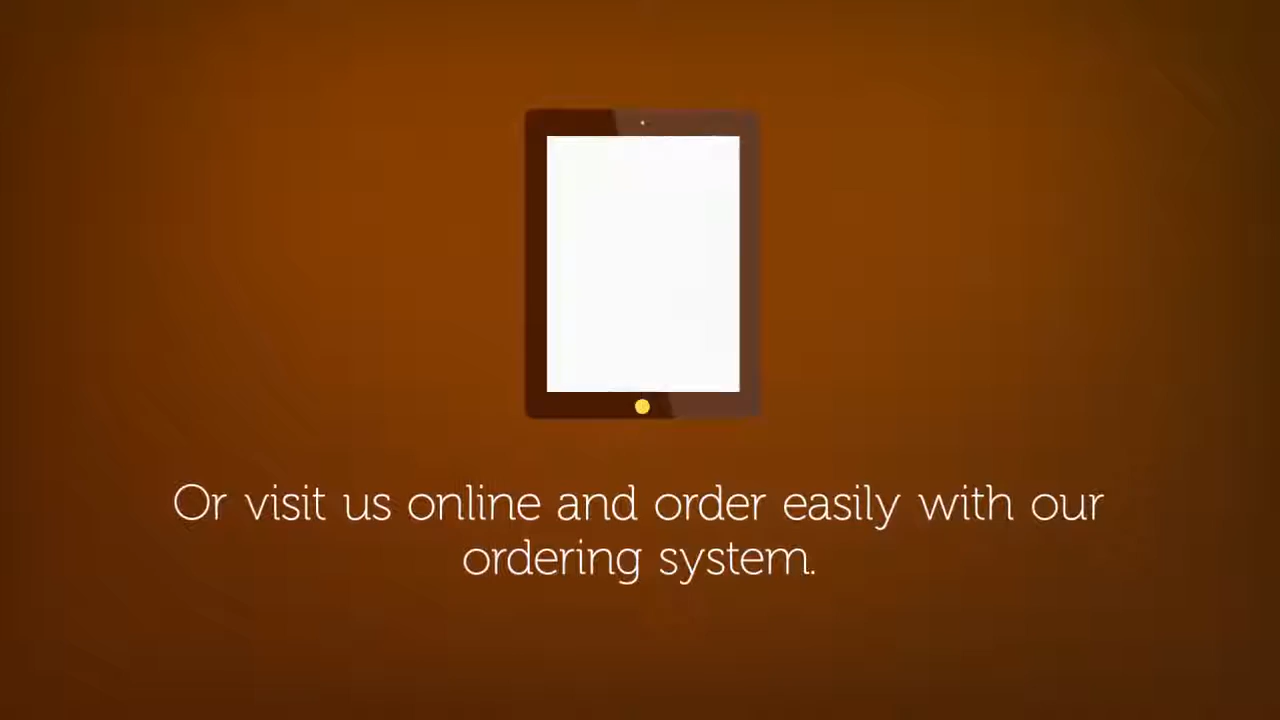 Or visit us online and order easily with our
ordering system.